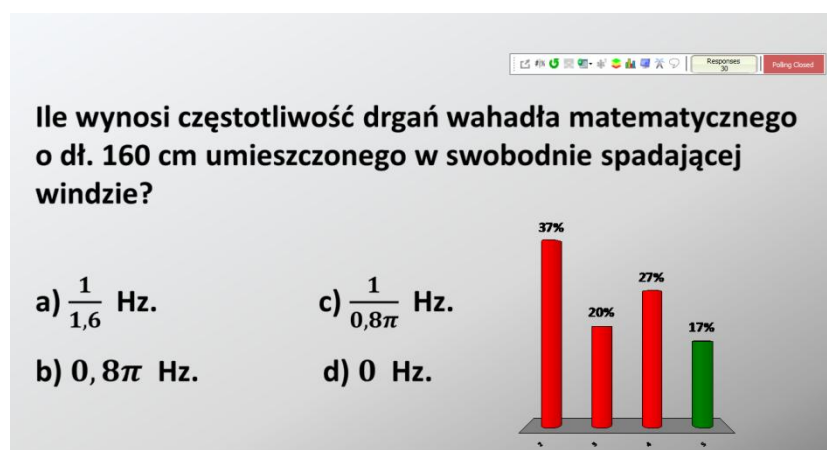 Responses
30
Polling Closed
Ile wynosi częstotliwość drgań wahadła matematycznego
o dł. 160 cm umieszczonego w swobodnie spadającej
windzie?
a) 1/1,6 Hz.
c) 1/0,8π Hz.
b) 0,8π Hz.
d) 0 Hz.
37%
20%
27%
17%